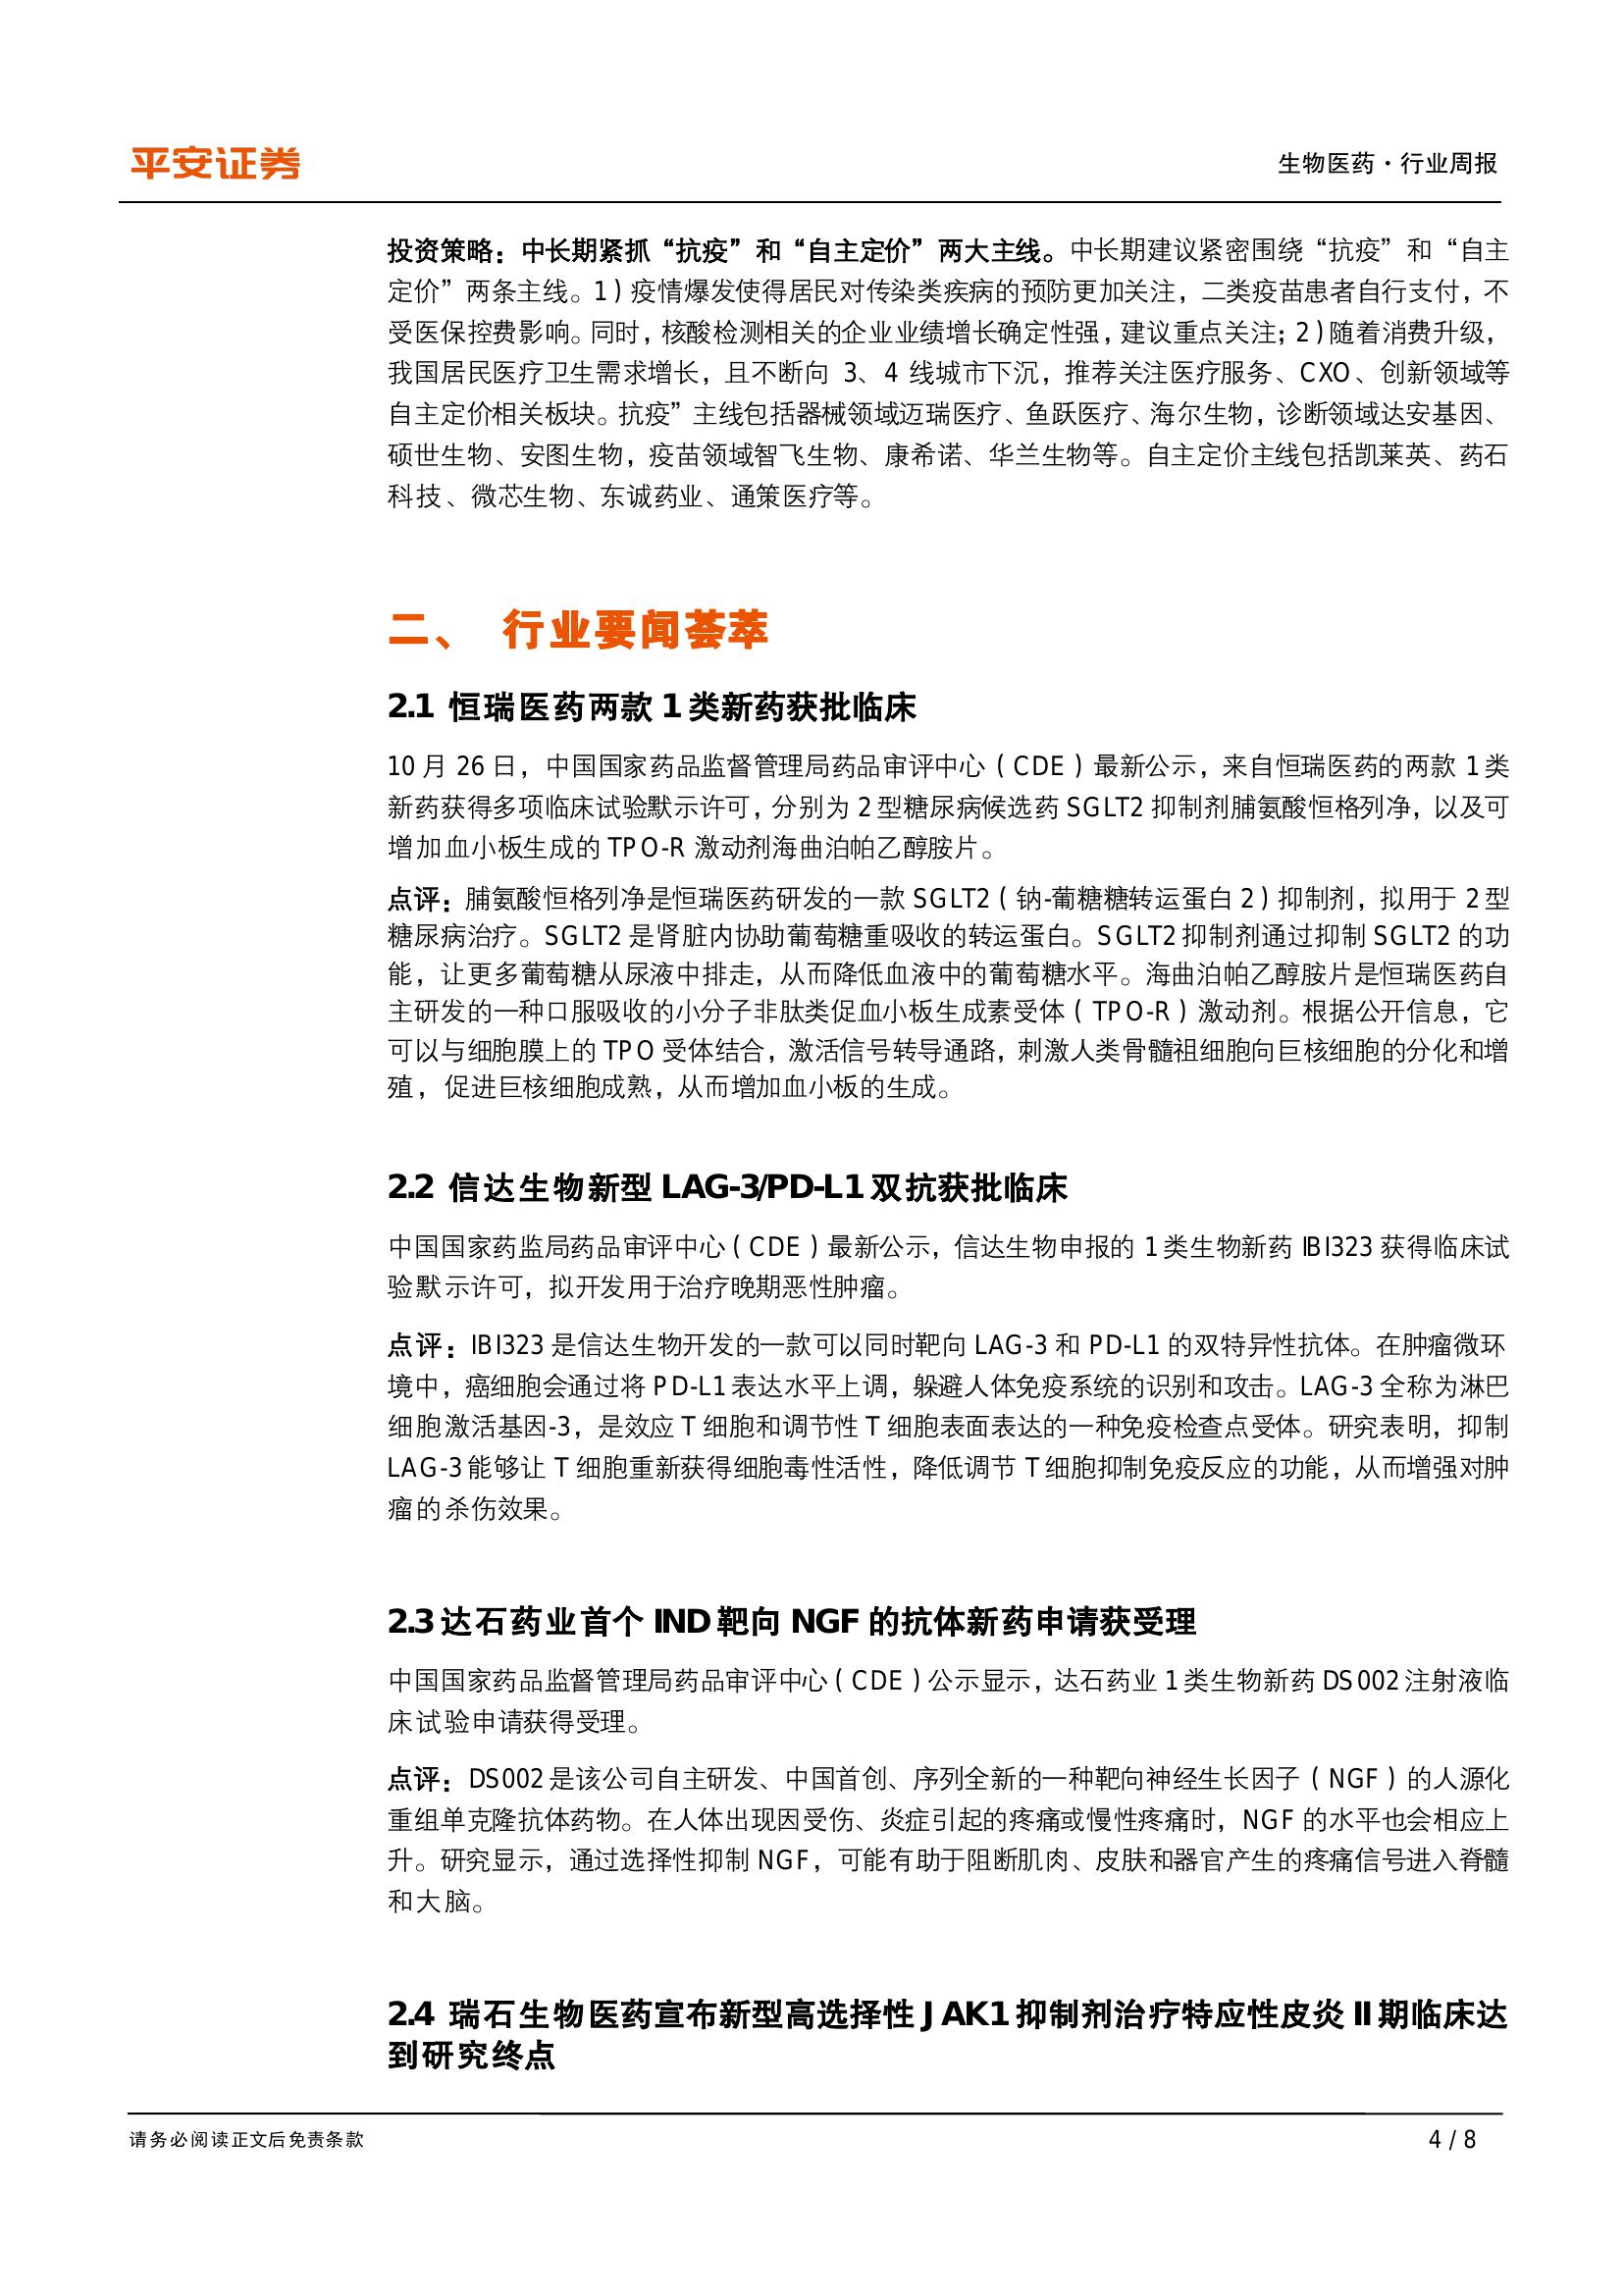 平安证券
生物医药·行业周报
投资策略：中长期紧抓“抗疫”和“自主定价”两大主线。中长期建议紧密围绕“抗疫”和“自主
定价”两条主线。1）疫情爆发使得居民对传染类疾病的预防更加关注，二类疫苗患者自行支付，不
受医保控费影响。同时，核酸检测相关的企业业绩增长确定性强，建议重点关注；2）随着消费升级，
我国居民医疗卫生需求增长，且不断向 3、4 线城市下沉，推荐关注医疗服务、CXO、创新领域等
自主定价相关板块。抗疫”主线包括器械领域迈瑞医疗、鱼跃医疗、海尔生物，诊断领域达安基因、
硕世生物、安图生物，疫苗领域智飞生物、康希诺、华兰生物等。自主定价主线包括凯莱英、药石
科技、微芯生物、东诚药业、通策医疗等。
二、 行业要闻荟萃
2.1 恒瑞医药两款 1 类新药获批临床
10 月 26 日，中国国家药品监督管理局药品审评中心（CDE）最新公示，来自恒瑞医药的两款 1 类
新药获得多项临床试验默示许可，分别为 2 型糖尿病候选药 SGLT2 抑制剂脯氨酸恒格列净，以及可
增加血小板生成的 TPO-R 激动剂海曲泊帕乙醇胺片。
点评：脯氨酸恒格列净是恒瑞医药研发的一款 SGLT2（钠-葡糖糖转运蛋白 2）抑制剂，拟用于 2 型
糖尿病治疗。SGLT2 是肾脏内协助葡萄糖重吸收的转运蛋白。SGLT2 抑制剂通过抑制 SGLT2 的功
能，让更多葡萄糖从尿液中排走，从而降低血液中的葡萄糖水平。海曲泊帕乙醇胺片是恒瑞医药自
主研发的一种口服吸收的小分子非肽类促血小板生成素受体（TPO-R）激动剂。根据公开信息，它
可以与细胞膜上的 TPO 受体结合，激活信号转导通路，刺激人类骨髓祖细胞向巨核细胞的分化和增
殖，促进巨核细胞成熟，从而增加血小板的生成。
2.2 信达生物新型 LAG-3/PD-L1 双抗获批临床
中国国家药监局药品审评中心（CDE）最新公示，信达生物申报的 1 类生物新药 IBI323 获得临床试
验默示许可，拟开发用于治疗晚期恶性肿瘤。
点评：IBI323 是信达生物开发的一款可以同时靶向 LAG-3 和 PD-L1 的双特异性抗体。在肿瘤微环
境中，癌细胞会通过将 PD-L1 表达水平上调，躲避人体免疫系统的识别和攻击。LAG-3 全称为淋巴
细胞激活基因-3，是效应 T 细胞和调节性 T 细胞表面表达的一种免疫检查点受体。研究表明，抑制
LAG-3 能够让 T 细胞重新获得细胞毒性活性，降低调节 T 细胞抑制免疫反应的功能，从而增强对肿
瘤的杀伤效果。
2.3 达石药业首个 IND 靶向 NGF 的抗体新药申请获受理
中国国家药品监督管理局药品审评中心（CDE）公示显示，达石药业 1 类生物新药 DS002 注射液临
床试验申请获得受理。
点评：DS002 是该公司自主研发、中国首创、序列全新的一种靶向神经生长因子（NGF）的人源化
重组单克隆抗体药物。在人体出现因受伤、炎症引起的疼痛或慢性疼痛时，NGF 的水平也会相应上
升。研究显示，通过选择性抑制 NGF，可能有助于阻断肌肉、皮肤和器官产生的疼痛信号进入脊髓
和大脑。
2.4 瑞石生物医药宣布新型高选择性 JAK1 抑制剂治疗特应性皮炎 II 期临床达
到研究终点
请务必阅读正文后免责条款
4 / 8